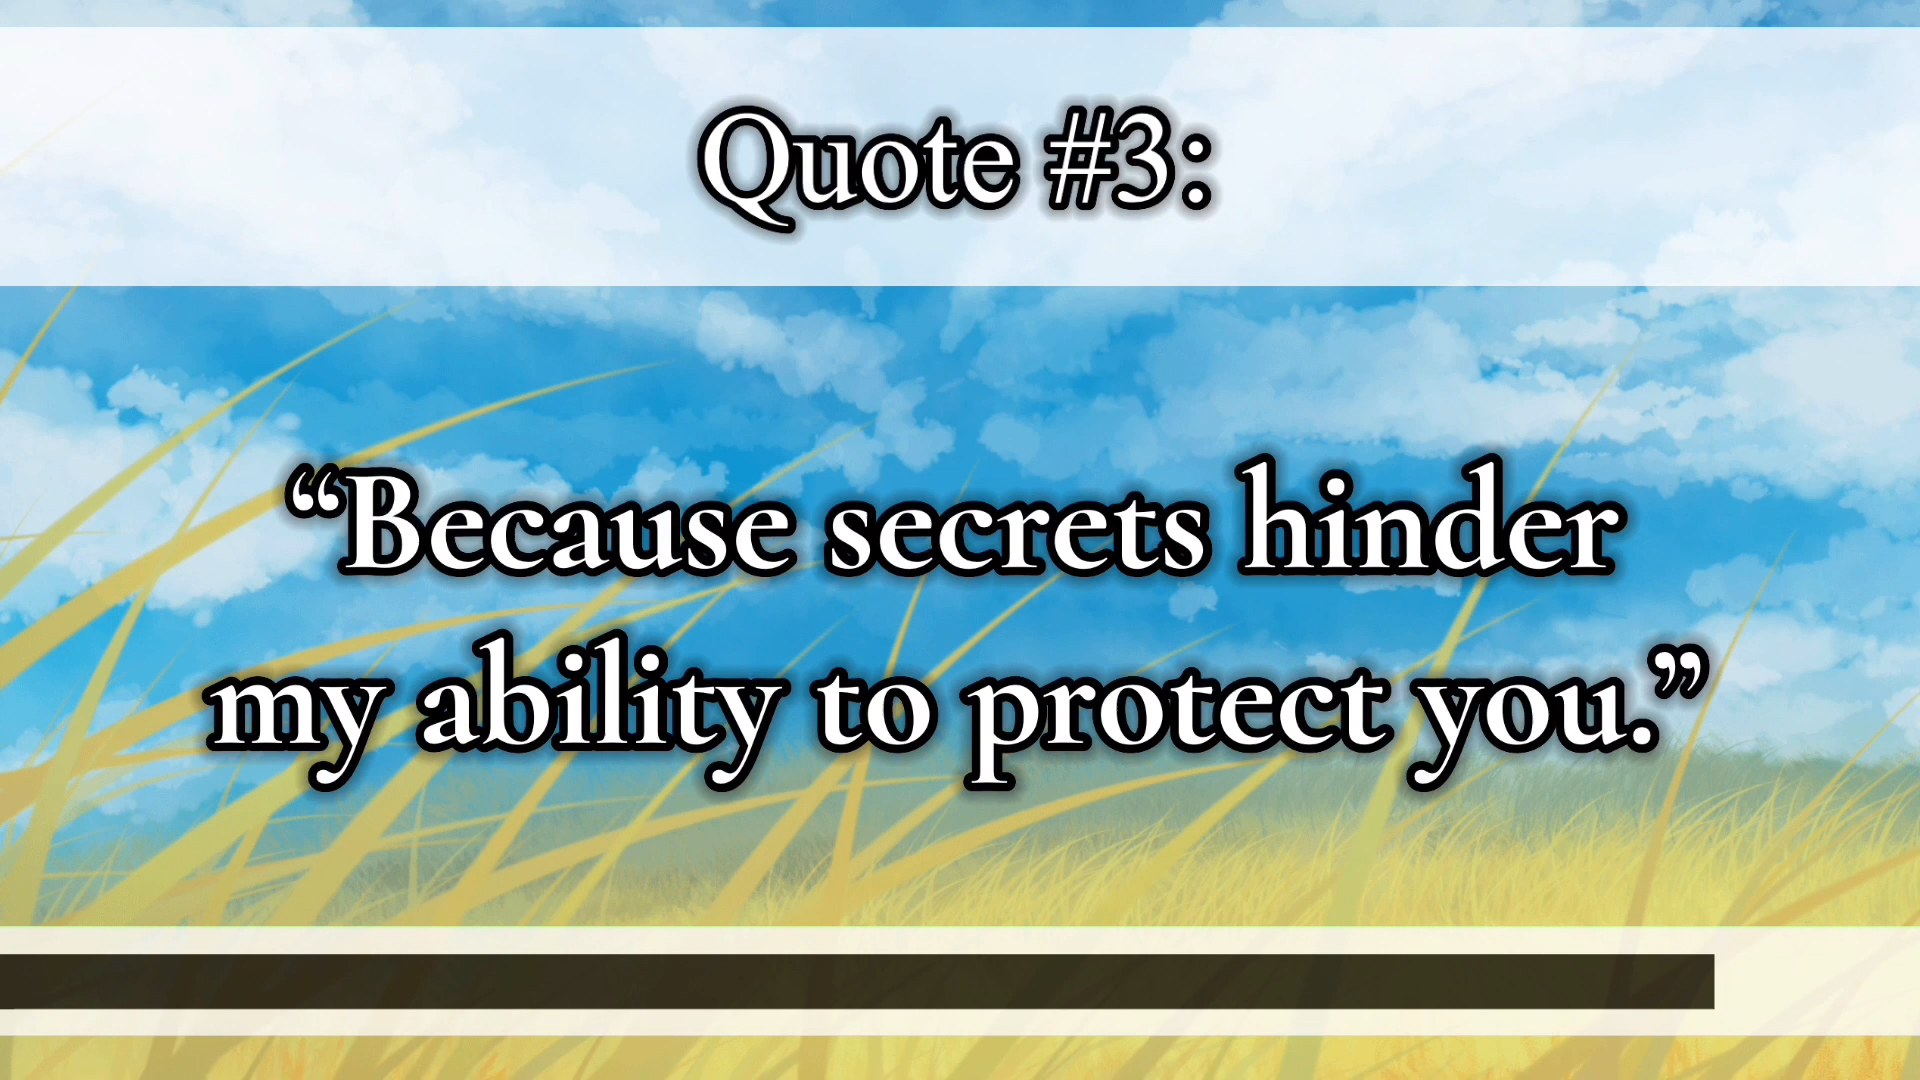 Quote #3:
“Because secrets hinder
my ability to protect you.”